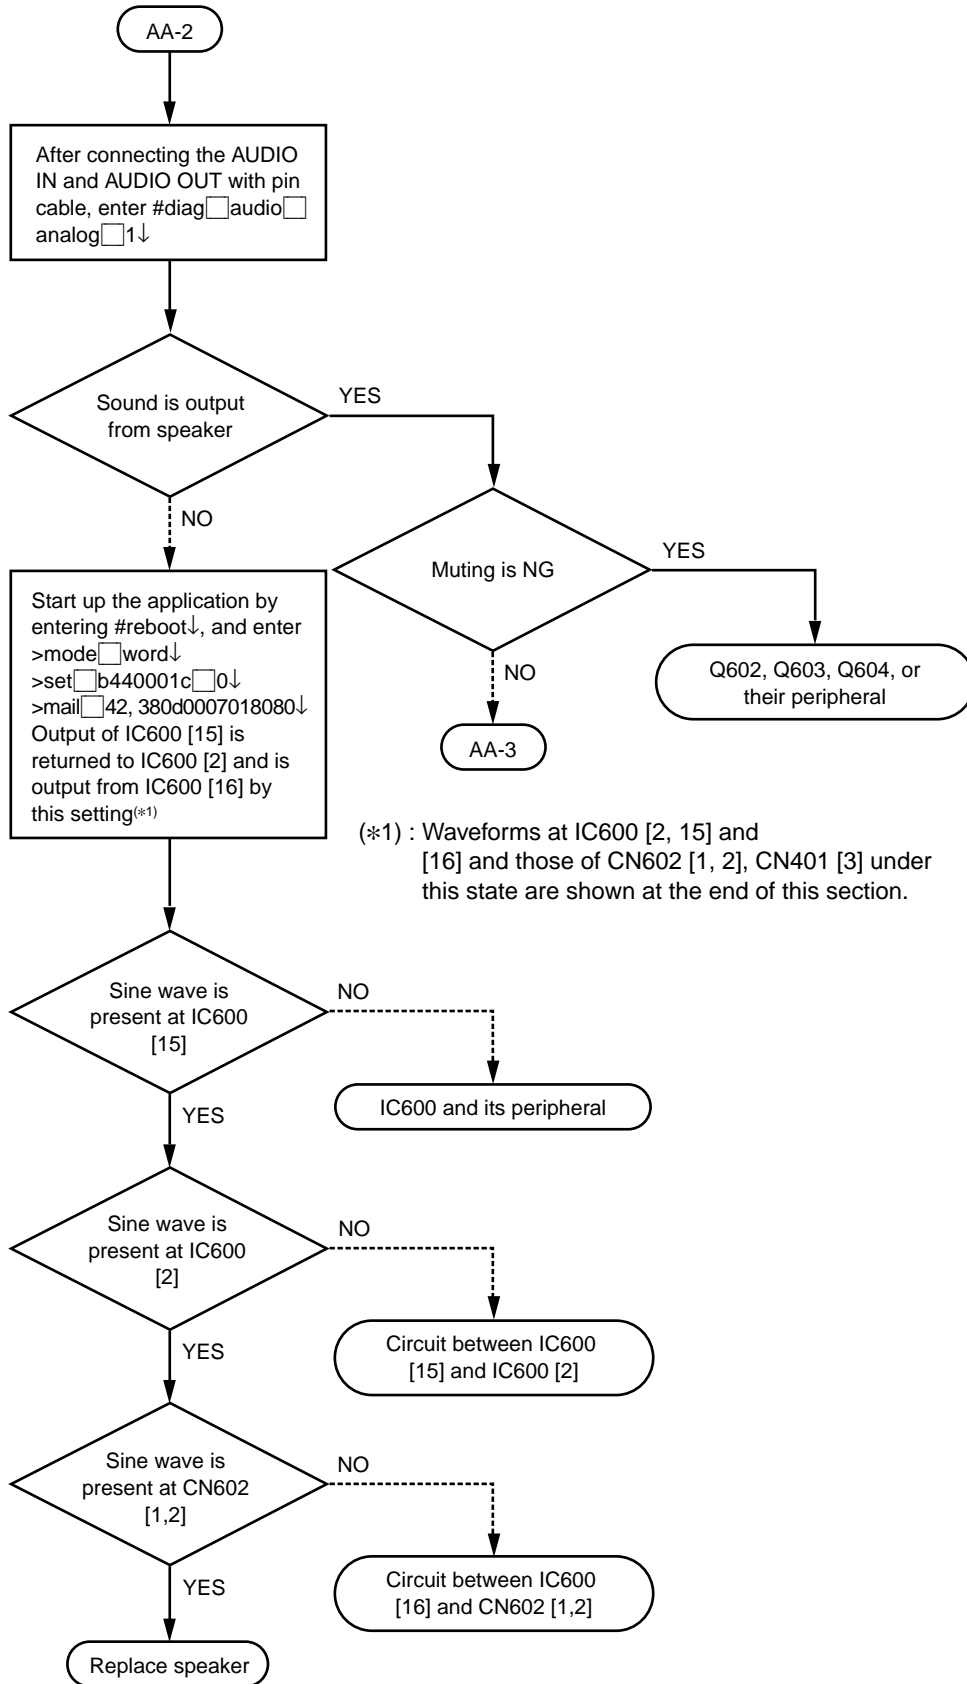 AA-2
After connecting the AUDIO
IN and AUDIO OUT with pin
cable, enter #diag□audio□
analog□1↓
Sound is output
from speaker
YES
NO
Muting is NG
YES
NO
Q602, Q603, Q604, or
their peripheral
AA-3
Start up the application by
entering #reboot↓, and enter
>mode□word↓
>set□b440001c□0↓
>mail□42, 380d0007018080↓
Output of IC600 [15] is
returned to IC600 [2] and is
output from IC600 [16] by
this setting(*1)
(*1) : Waveforms at IC600 [2, 15] and
[16] and those of CN602 [1, 2], CN401 [3] under
this state are shown at the end of this section.
Sine wave is
present at IC600
[15]
NO
IC600 and its peripheral
YES
Sine wave is
present at IC600
[2]
NO
Circuit between IC600
[15] and IC600 [2]
YES
Sine wave is
present at CN602
[1,2]
NO
Circuit between IC600
[16] and CN602 [1,2]
YES
Replace speaker